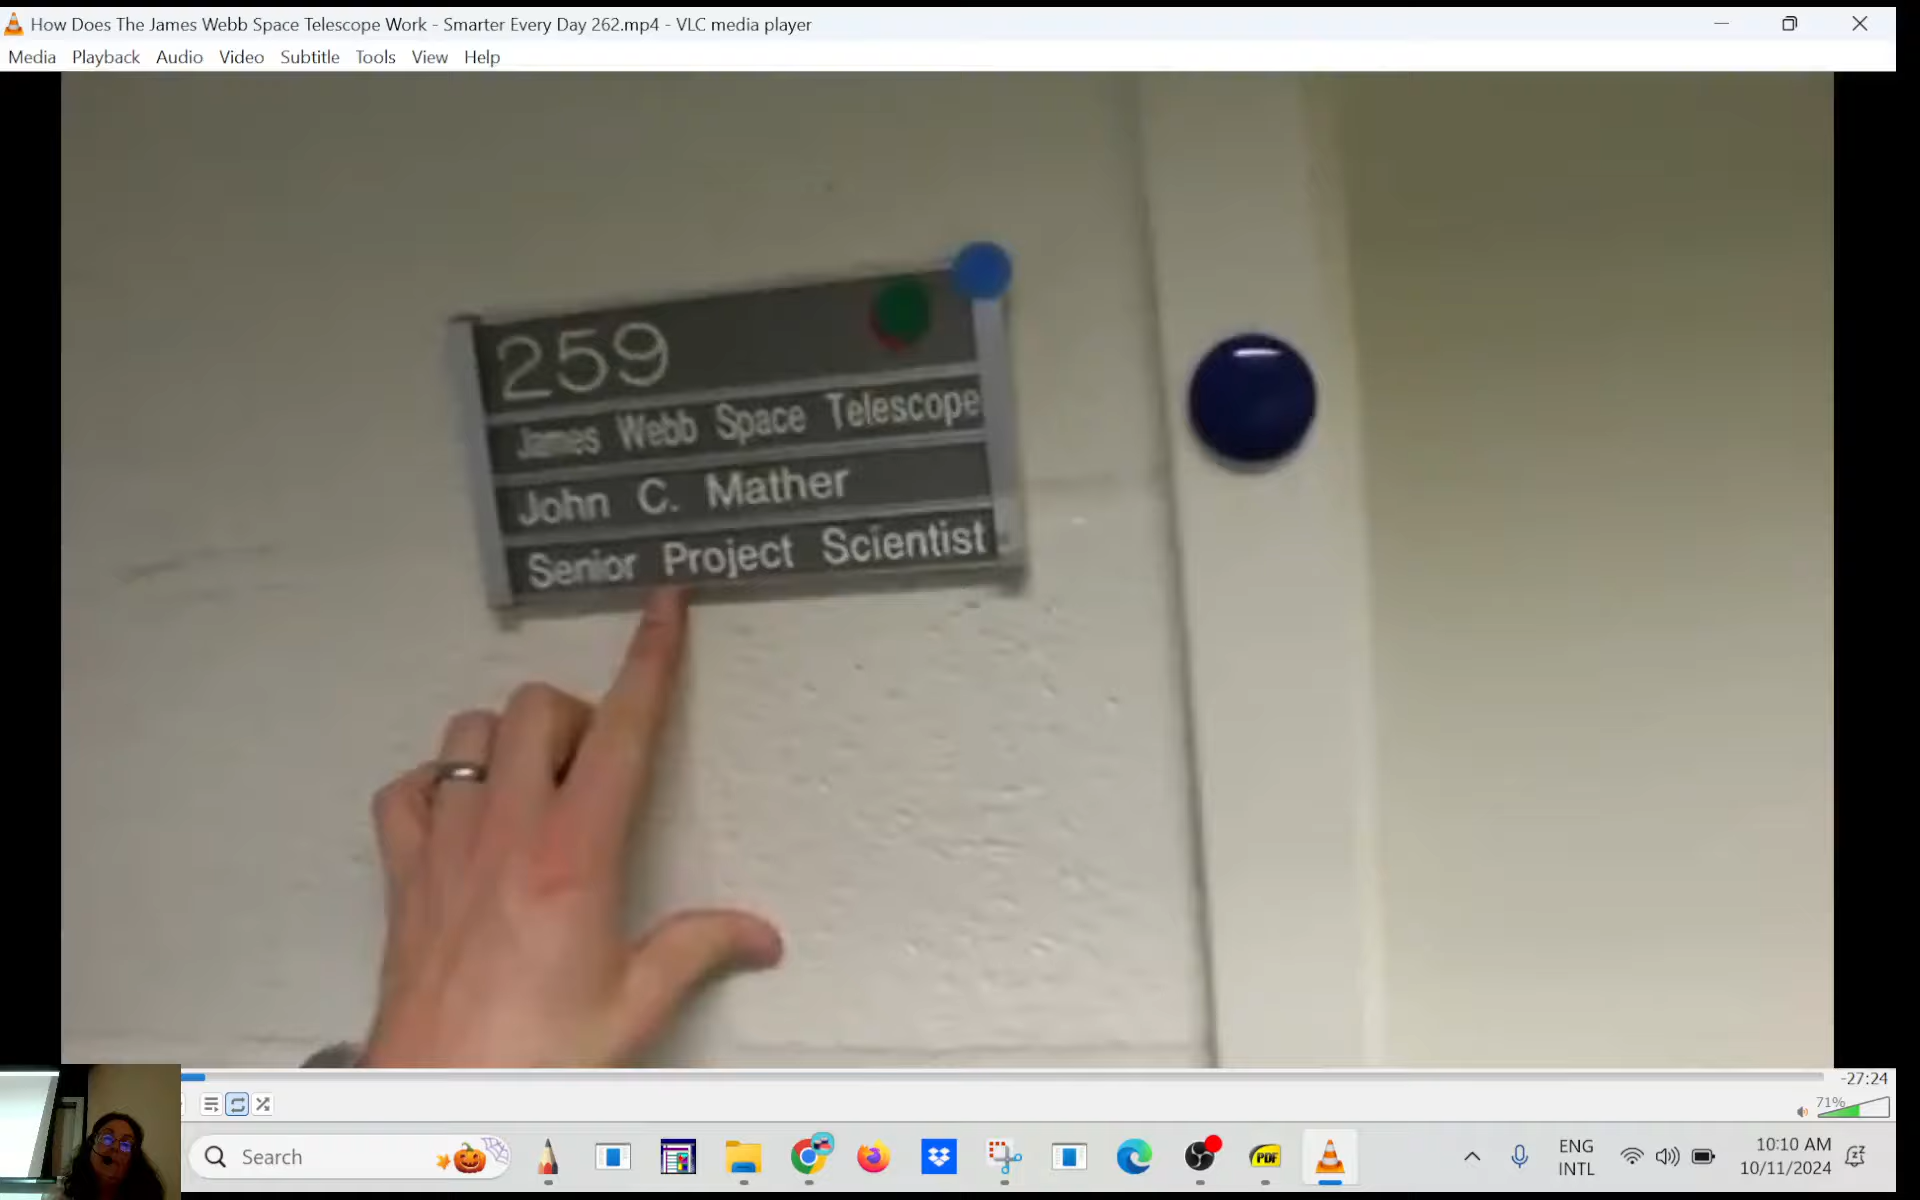 How Does The James Webb Space Telescope Work - Smarter Every Day 262.mp4 - VLC media player
Media Playback Audio Video Subtitle Tools View Help
259
James Webb Space Telescope
John C. Mather
Senior Project Scientist
-27:24
71%
Search
PDF
ENG
INTL
10:10 AM
10/11/2024